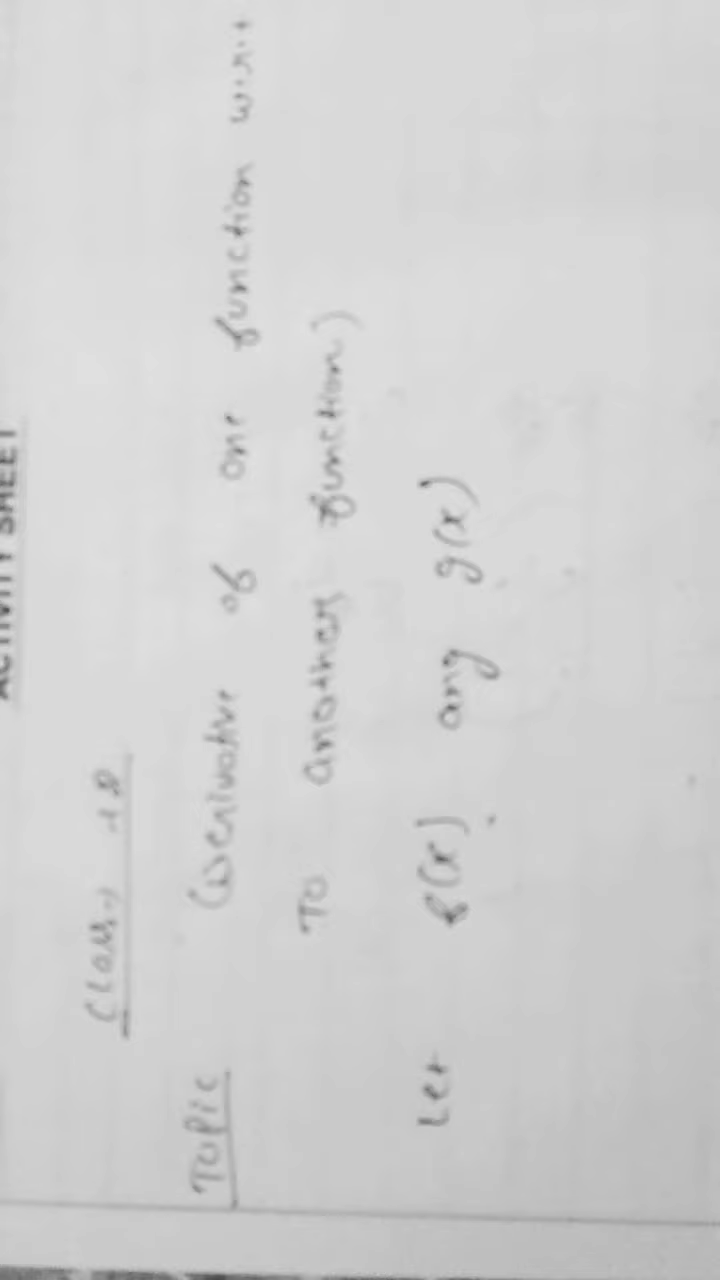 ACTIVITY SHEET
Class → 12
Topic (Derivative of one function w.r.t
To another function)
Let f(x) and g(x)